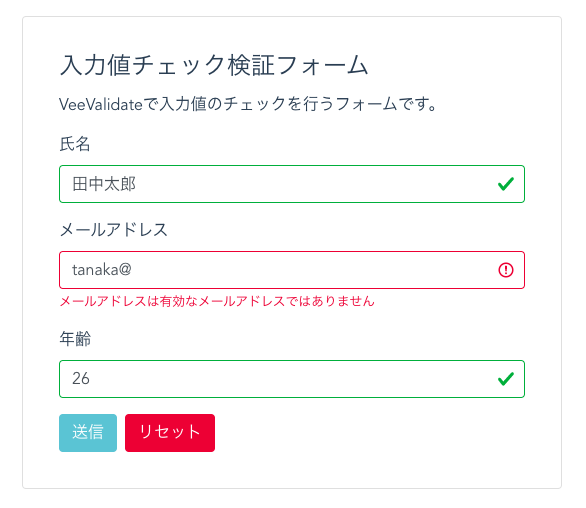 入力値チェック検証フォーム
VeeValidateで入力値のチェックを行うフォームです。
氏名
田中太郎
メールアドレス
tanaka@
メールアドレスは有効なメールアドレスではありません
年齢
26
送信 リセット